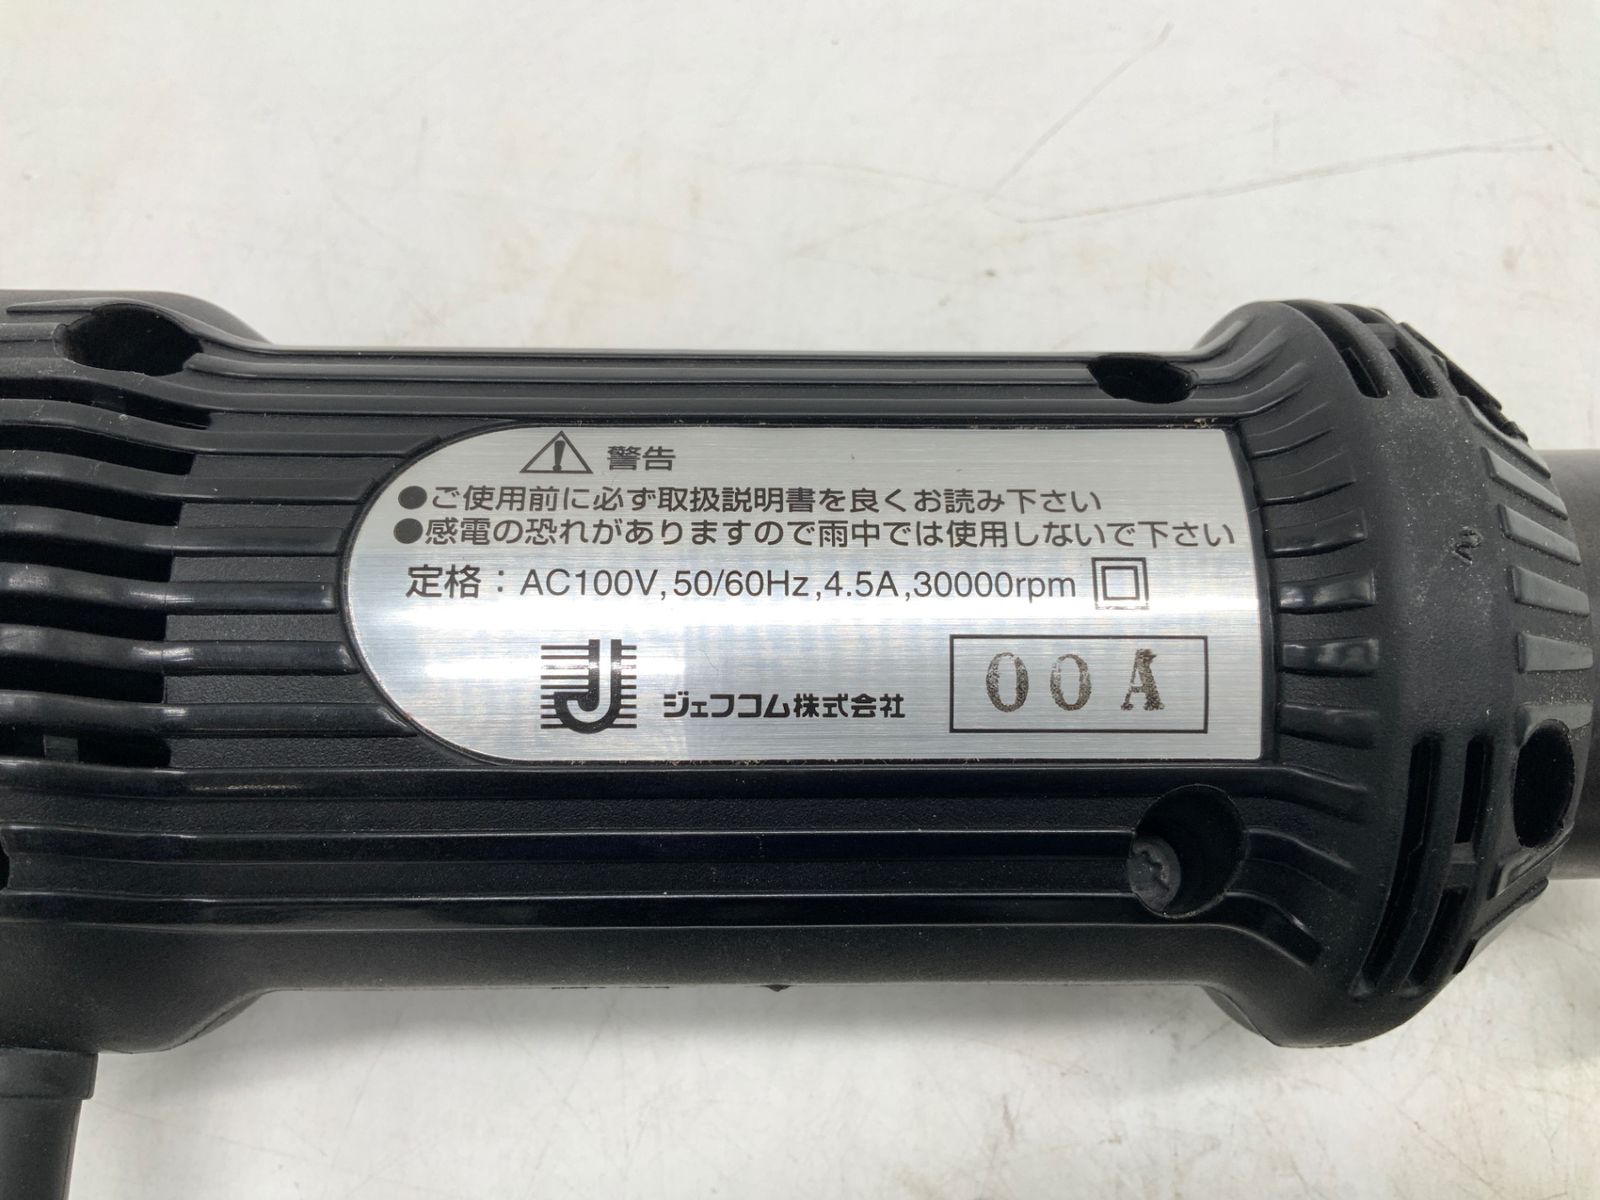 警告
●ご使用前に必ず取扱説明書を良くお読み下さい
●感電の恐れがありますので雨中では使用しないで下さい
定格：AC100V,50/60Hz,4.5A,30000rpm
J ジェフコム株式会社
00A